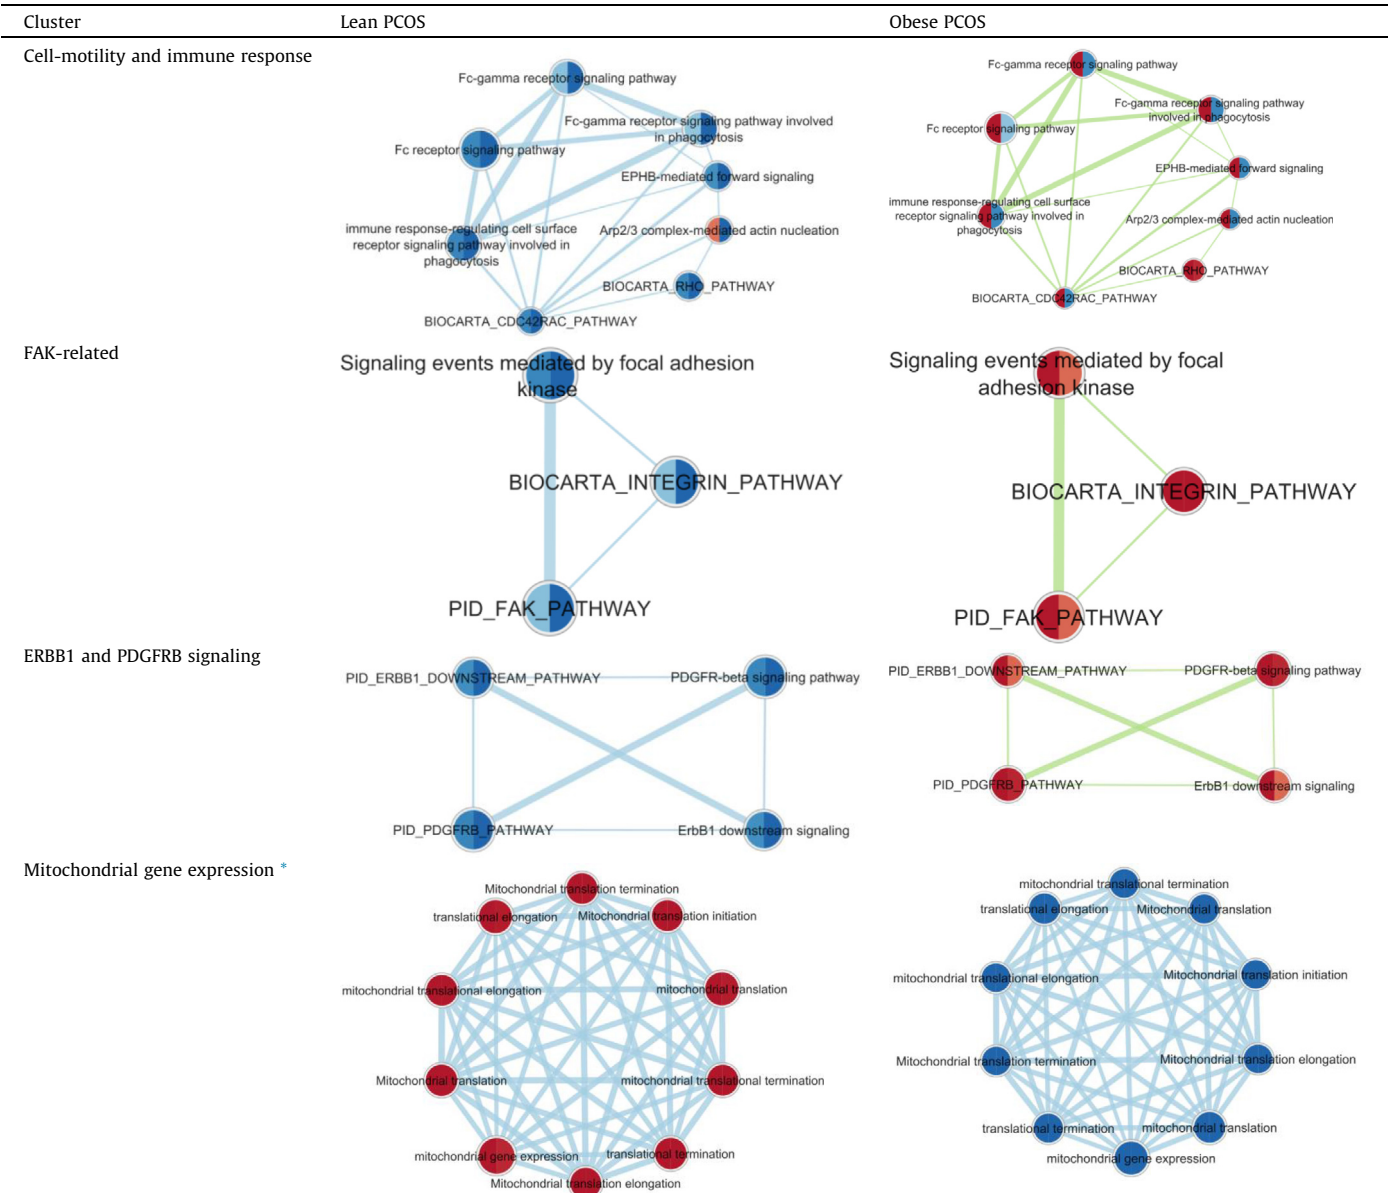 Cluster
Lean PCOS
Obese PCOS
Cell-motility and immune response
Fc-gamma receptor signaling pathway
Fc-gamma receptor signaling pathway involved
in phagocytosis
Fc receptor signaling pathway
EPHB-mediated forward signaling
immune response-regulating cell surface
receptor signaling pathway involved in
phagocytosis
Arp2/3 complex-mediated actin nucleation
BIOCARTA_RHO_PATHWAY
BIOCARTA_CDC42RAC_PATHWAY
Fc-gamma receptor signaling pathway
Fc-gamma receptor signaling pathway
involved in phagocytosis
Fc receptor signaling pathway
EPHB-mediated forward signaling
immune response-regulating cell surface
receptor signaling pathway involved in
phagocytosis
Arp2/3 complex-mediated actin nucleation
BIOCARTA_RHO_PATHWAY
BIOCARTA_CDC42RAC_PATHWAY
FAK-related
Signaling events mediated by focal adhesion
kinase
BIOCARTA_INTEGRIN_PATHWAY
PID_FAK_PATHWAY
Signaling events mediated by focal
adhesion kinase
BIOCARTA_INTEGRIN_PATHWAY
PID_FAK_PATHWAY
ERBB1 and PDGFRB signaling
PID_ERBB1_DOWNSTREAM_PATHWAY
PDGFR-beta signaling pathway
PID_PDGFRB_PATHWAY
ErbB1 downstream signaling
PID_ERBB1_DOWNSTREAM_PATHWAY
PDGFR-beta signaling pathway
PID_PDGFRB_PATHWAY
ErbB1 downstream signaling
Mitochondrial gene expression *
Mitochondrial translation termination
translational elongation
Mitochondrial translation initiation
mitochondrial translational elongation
mitochondrial translation
Mitochondrial translation
mitochondrial translational termination
mitochondrial gene expression
translational termination
Mitochondrial translation elongation
mitochondrial translational termination
translational elongation
Mitochondrial translation
mitochondrial translational elongation
Mitochondrial translation initiation
Mitochondrial translation termination
Mitochondrial translation elongation
translational termination
mitochondrial translation
mitochondrial gene expression